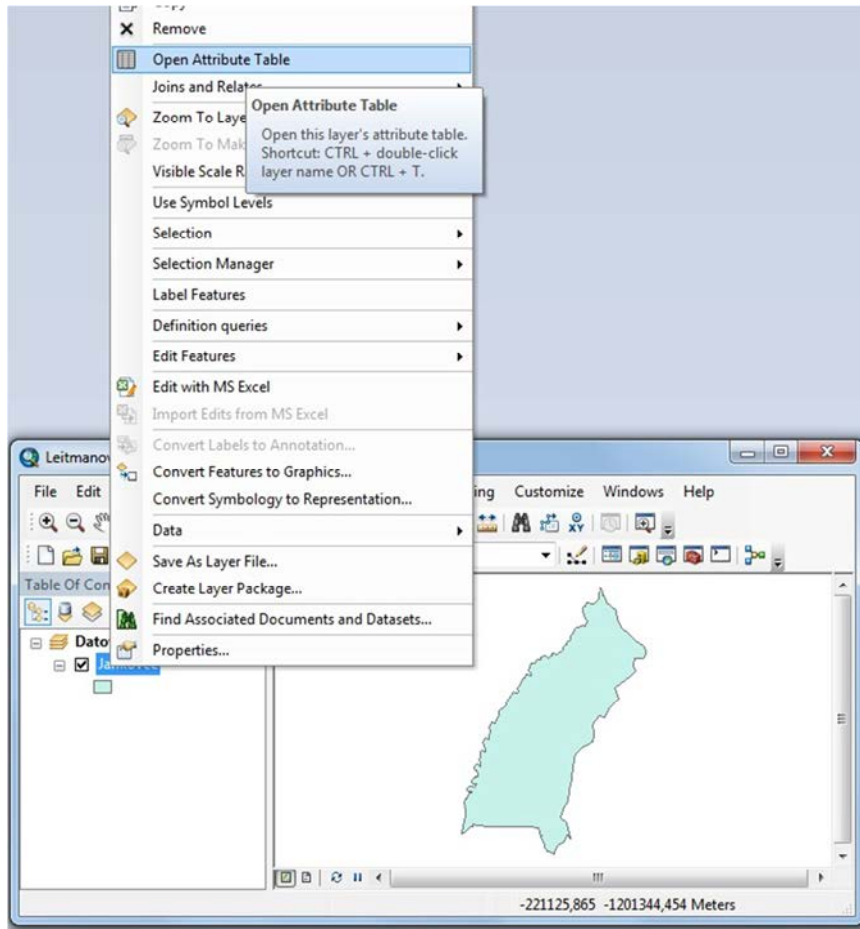 Copy
Remove
Open Attribute Table
Joins and Relates
Open Attribute Table
Zoom To Laye
Open this layer's attribute table.
Zoom To Mak
Shortcut: CTRL + double-click
Visible Scale R
layer name OR CTRL + T.
Use Symbol Levels
Selection
Selection Manager
Label Features
Definition queries
Edit Features
Edit with MS Excel
Import Edits from MS Excel
Leitmanov
Convert Labels to Annotation...
Convert Features to Graphics...
File Edit ing Customize Windows Help
Convert Symbology to Representation...
Data
Save As Layer File...
Table Of Con
Create Layer Package...
Find Associated Documents and Datasets...
Dato
Properties...
-221125,865 -1201344,454 Meters